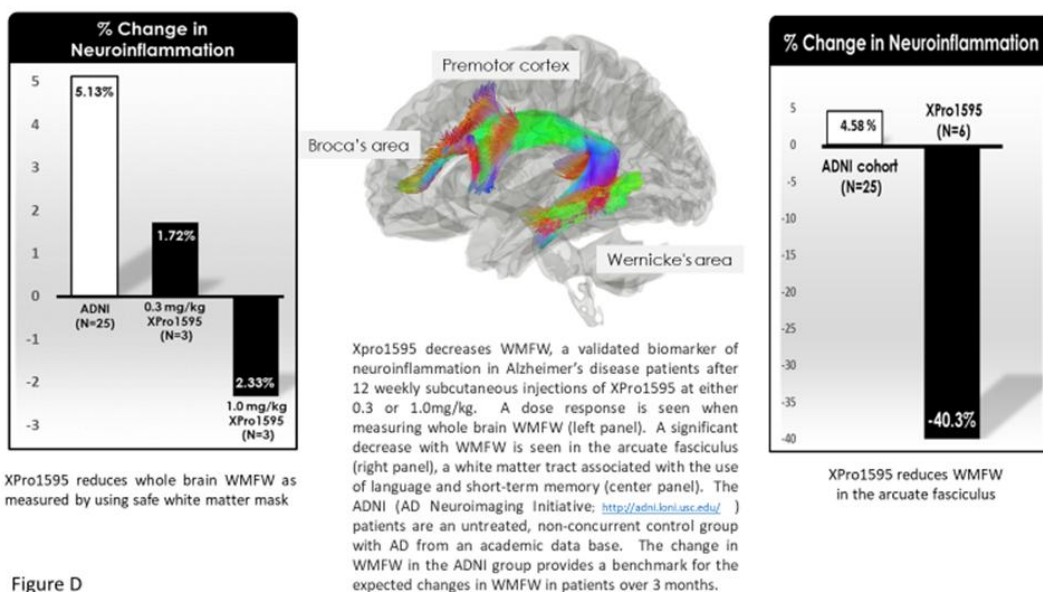 % Change in
Neuroinflammation
5
4
3
2
1
0
-1
-2
-3
5.13%
1.72%
2.33%
ADNI
(N=25)
0.3 mg/kg
XPro1595
(N=3)
1.0 mg/kg
XPro1595
(N=3)
XPro1595 reduces whole brain WMFW as
measured by using safe white matter mask
Figure D
Premotor cortex
Broca's area
Wernicke's area
Xpro1595 decreases WMFW, a validated biomarker of
neuroinflammation in Alzheimer's disease patients after
12 weekly subcutaneous injections of XPro1595 at either
0.3 or 1.0mg/kg. A dose response is seen when
measuring whole brain WMFW (left panel). A significant
decrease with WMFW is seen in the arcuate fasciculus
(right panel), a white matter tract associated with the use
of language and short-term memory (center panel). The
ADNI (AD Neuroimaging Initiative; http://adni.loni.usc.edu/ )
patients are an untreated, non-concurrent control group
with AD from an academic data base. The change in
WMFW in the ADNI group provides a benchmark for the
expected changes in WMFW in patients over 3 months.
% Change in Neuroinflammation
5
0
-5
-10
-15
-20
-25
-30
-35
-40
4.58 %
ADNI cohort
(N=25)
XPro1595
(N=6)
-40.3%
XPro1595 reduces WMFW
in the arcuate fasciculus